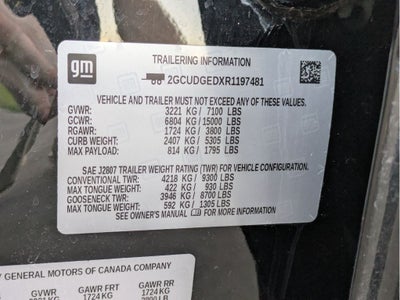 gm
TRAILERING INFORMATION
2GCUDGEDXR1197481
VEHICLE AND TRAILER MUST NOT EXCEED ANY OF THESE VALUES.
GVWR: 3221 KG/ 7100 LBS
GCWR: 6804 KG/ 15000 LBS
RGAWR: 1724 KG/ 3800 LBS
CURB WEIGHT: 2407 KG/ 5305 LBS
MAX PAYLOAD: 814 KG/ 1795 LBS
SAE J2807 TRAILER WEIGHT RATING (TWR) FOR VEHICLE CONFIGURATION.
CONVENTIONAL TWR: 4218 KG/ 9300 LBS
MAX TONGUE WEIGHT: 422 KG/ 930 LBS
GOOSENECK TWR: 3946 KG/ 8700 LBS
MAX TONGUE WEIGHT: 592 KG/ 1305 LBS
SEE OWNER'S MANUAL FOR MORE INFORMATION
Y GENERAL MOTORS OF CANADA COMPANY
GVWR GAWR FRT GAWR RR
KG 1724 KG 1724 KG